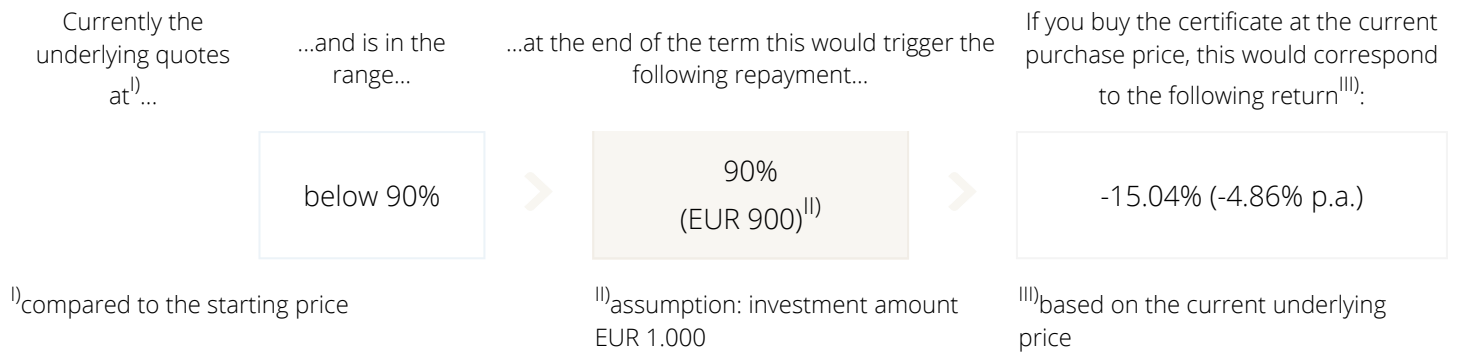 Currently the
underlying quotes
at^I)...
...and is in the
range...
...at the end of the term this would trigger the
following repayment...
If you buy the certificate at the current
purchase price, this would correspond
to the following return^III):
below 90%
90%
(EUR 900)^II)
-15.04% (-4.86% p.a.)
^I)compared to the starting price
^II)assumption: investment amount
EUR 1.000
^III)based on the current underlying
price